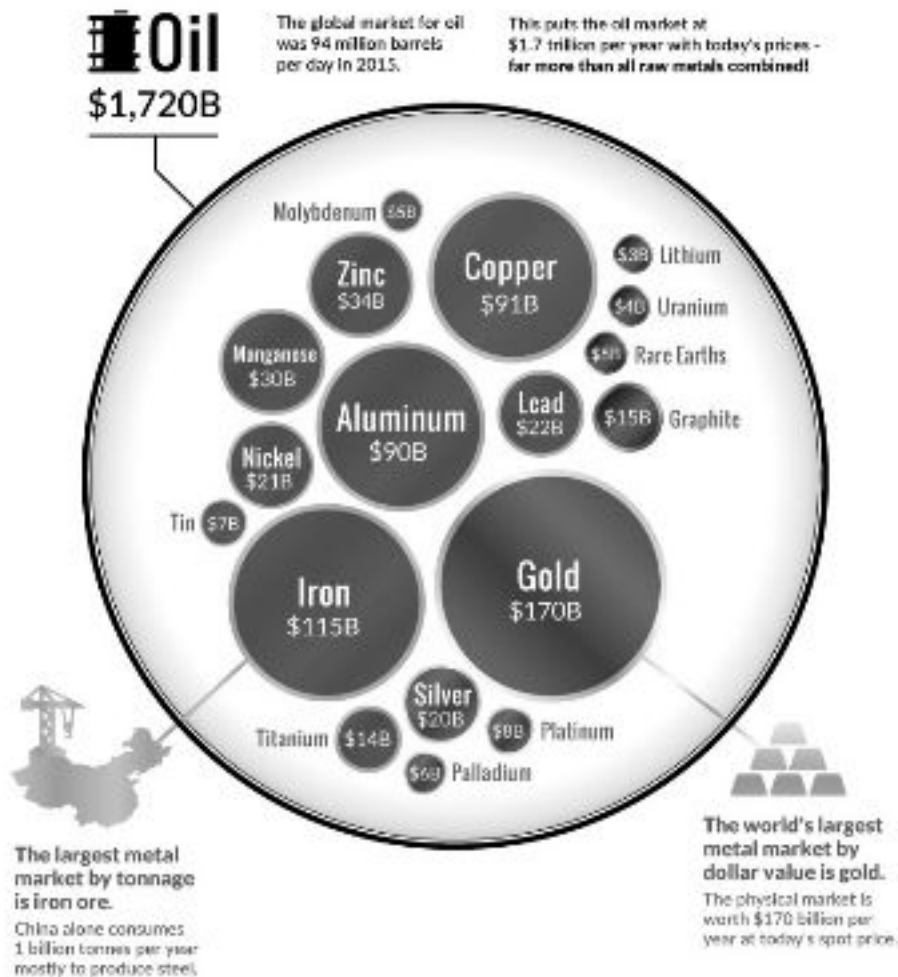 Oil
$1,720B
The global market for oil
was 94 million barrels
per day in 2015.
This puts the oil market at
$1.7 trillion per year with today's prices -
far more than all raw metals combined!
Molybdenum $5B
Zinc
$34B
Copper
$91B
$3B Lithium
$4B Uranium
Rare Earths
Manganese
$30B
Aluminum
$90B
Lead
$22B
$15B Graphite
Nickel
$21B
Tin $7B
Iron
$115B
Gold
$170B
Silver
$20B
Titanium $14B
$8B Platinum
$6B Palladium
The largest metal
market by tonnage
is iron ore.
China alone consumes
1 billion tonnes per year
mostly to produce steel.
The world's largest
metal market by
dollar value is gold.
The physical market is
worth $170 billion per
year at today's spot price.